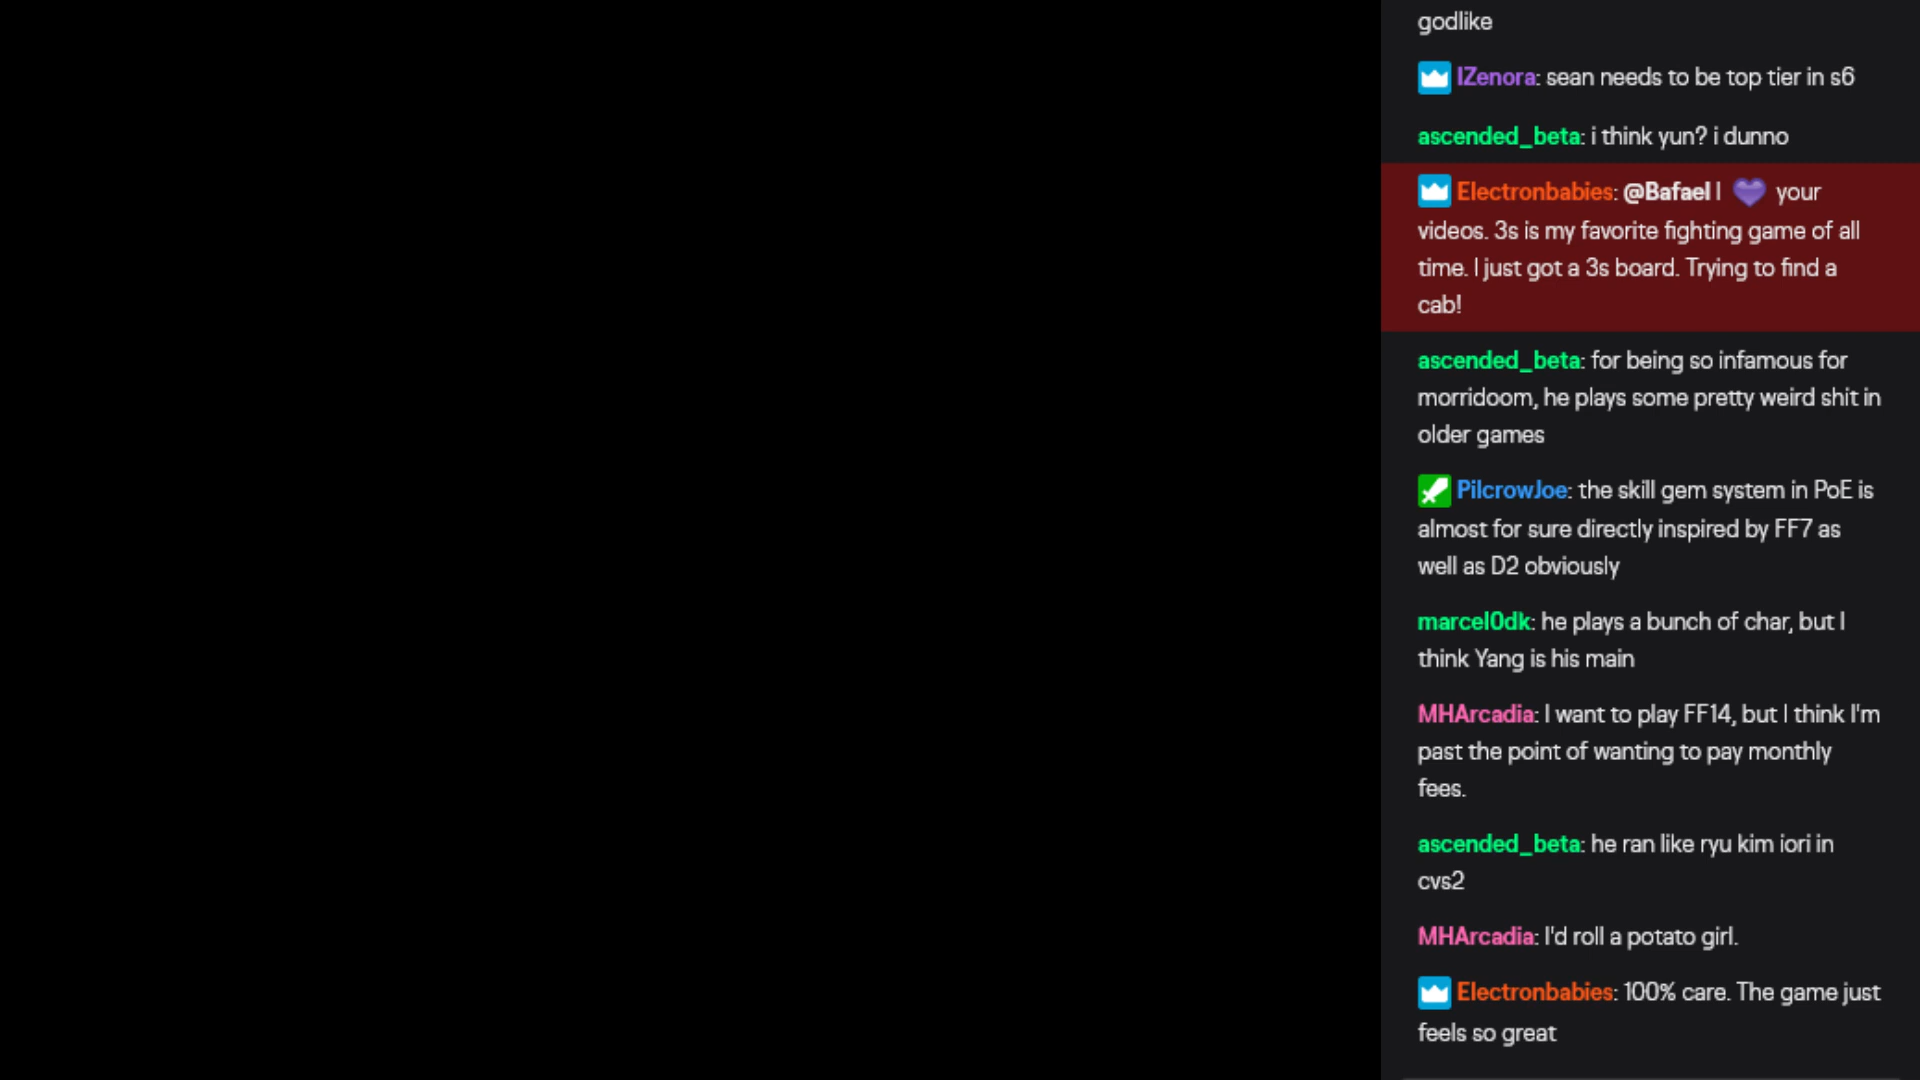 godlike
IZenora: sean needs to be top tier in s6
ascended_beta: i think yun? i dunno
Electronbabies: @Bafael I 💜 your
videos. 3s is my favorite fighting game of all
time. I just got a 3s board. Trying to find a
cab!
ascended_beta: for being so infamous for
morridoom, he plays some pretty weird shit in
older games
PilcrowJoe: the skill gem system in PoE is
almost for sure directly inspired by FF7 as
well as D2 obviously
marcel0dk: he plays a bunch of char, but I
think Yang is his main
MHArcadia: I want to play FF14, but I think I'm
past the point of wanting to pay monthly
fees.
ascended_beta: he ran like ryu kim iori in
cvs2
MHArcadia: I'd roll a potato girl.
Electronbabies: 100% care. The game just
feels so great